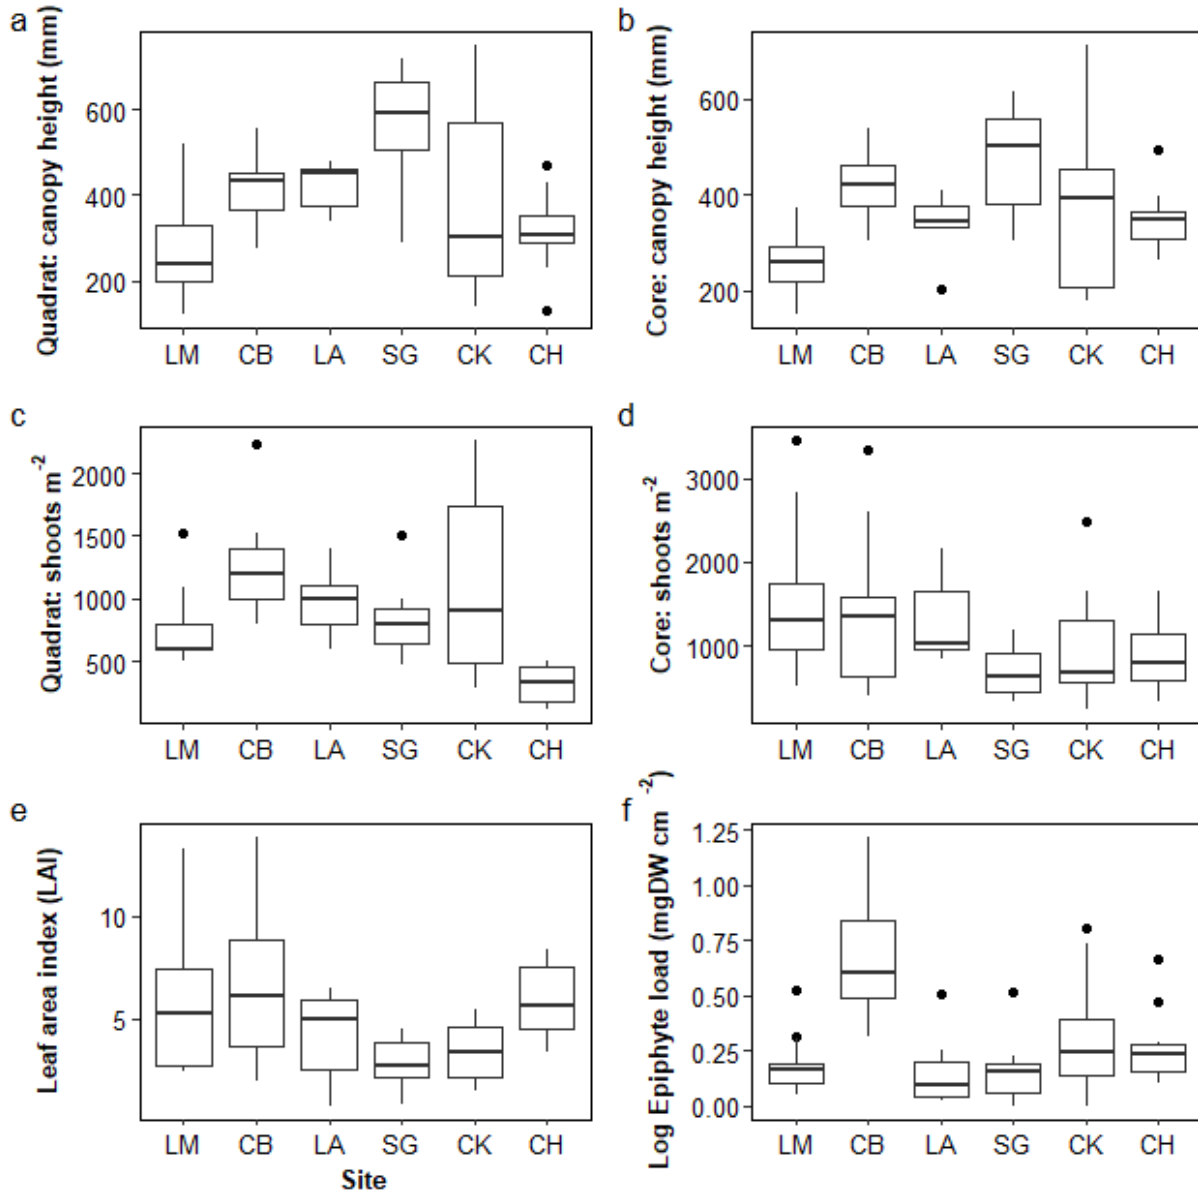 a
Quadrat: canopy height (mm)
600
400
200
LM CB LA SG CK CH
b
Core: canopy height (mm)
600
400
200
LM CB LA SG CK CH
c
Quadrat: shoots m⁻²
2000
1500
1000
500
LM CB LA SG CK CH
d
Core: shoots m⁻²
3000
2000
1000
LM CB LA SG CK CH
e
Leaf area index (LAI)
10
5
LM CB LA SG CK CH
Site
f
Log Epiphyte load (mgDW cm⁻²)
1.25
1.00
0.75
0.50
0.25
0.00
LM CB LA SG CK CH